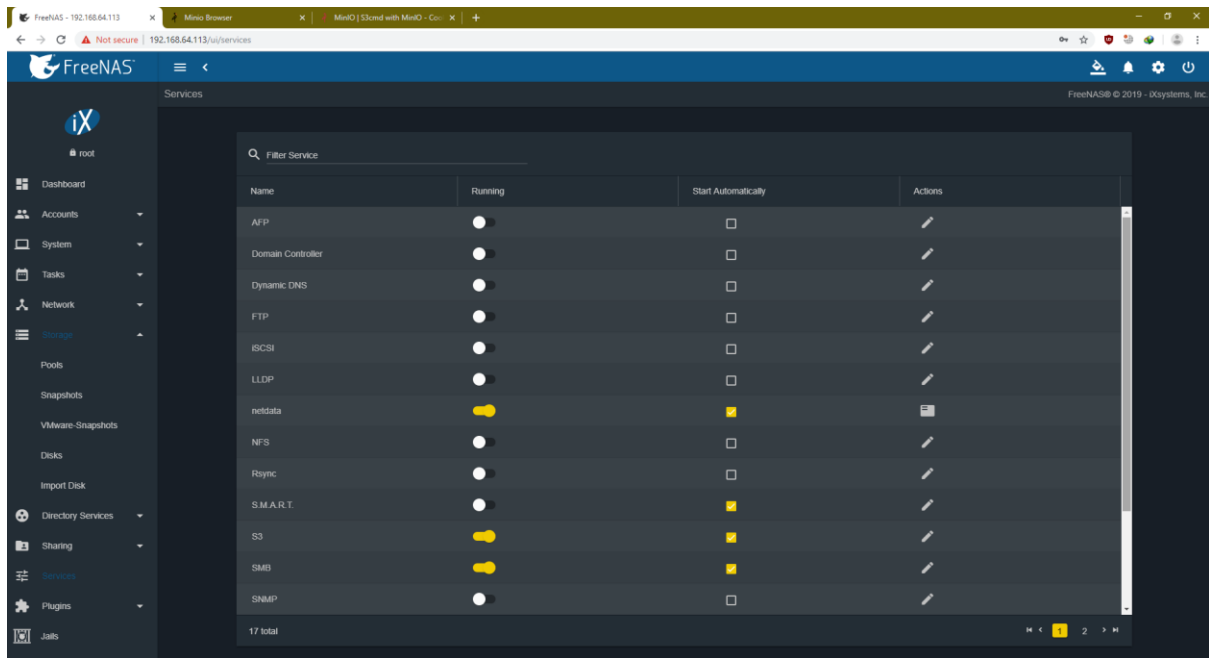 FreeNAS - 192.168.64.113
Minio Browser
MinIO | S3cmd with MinIO - Coo
Not secure | 192.168.64.113/ui/services
FreeNAS
Services
FreeNAS® © 2019 - iXsystems, Inc.
iX
root
Dashboard
Accounts
System
Tasks
Network
Storage
Pools
Snapshots
VMware-Snapshots
Disks
Import Disk
Directory Services
Sharing
Services
Plugins
Jails
Filter Service
Name Running Start Automatically Actions
AFP
Domain Controller
Dynamic DNS
FTP
iSCSI
LLDP
netdata
NFS
Rsync
S.M.A.R.T.
S3
SMB
SNMP
17 total 1 2